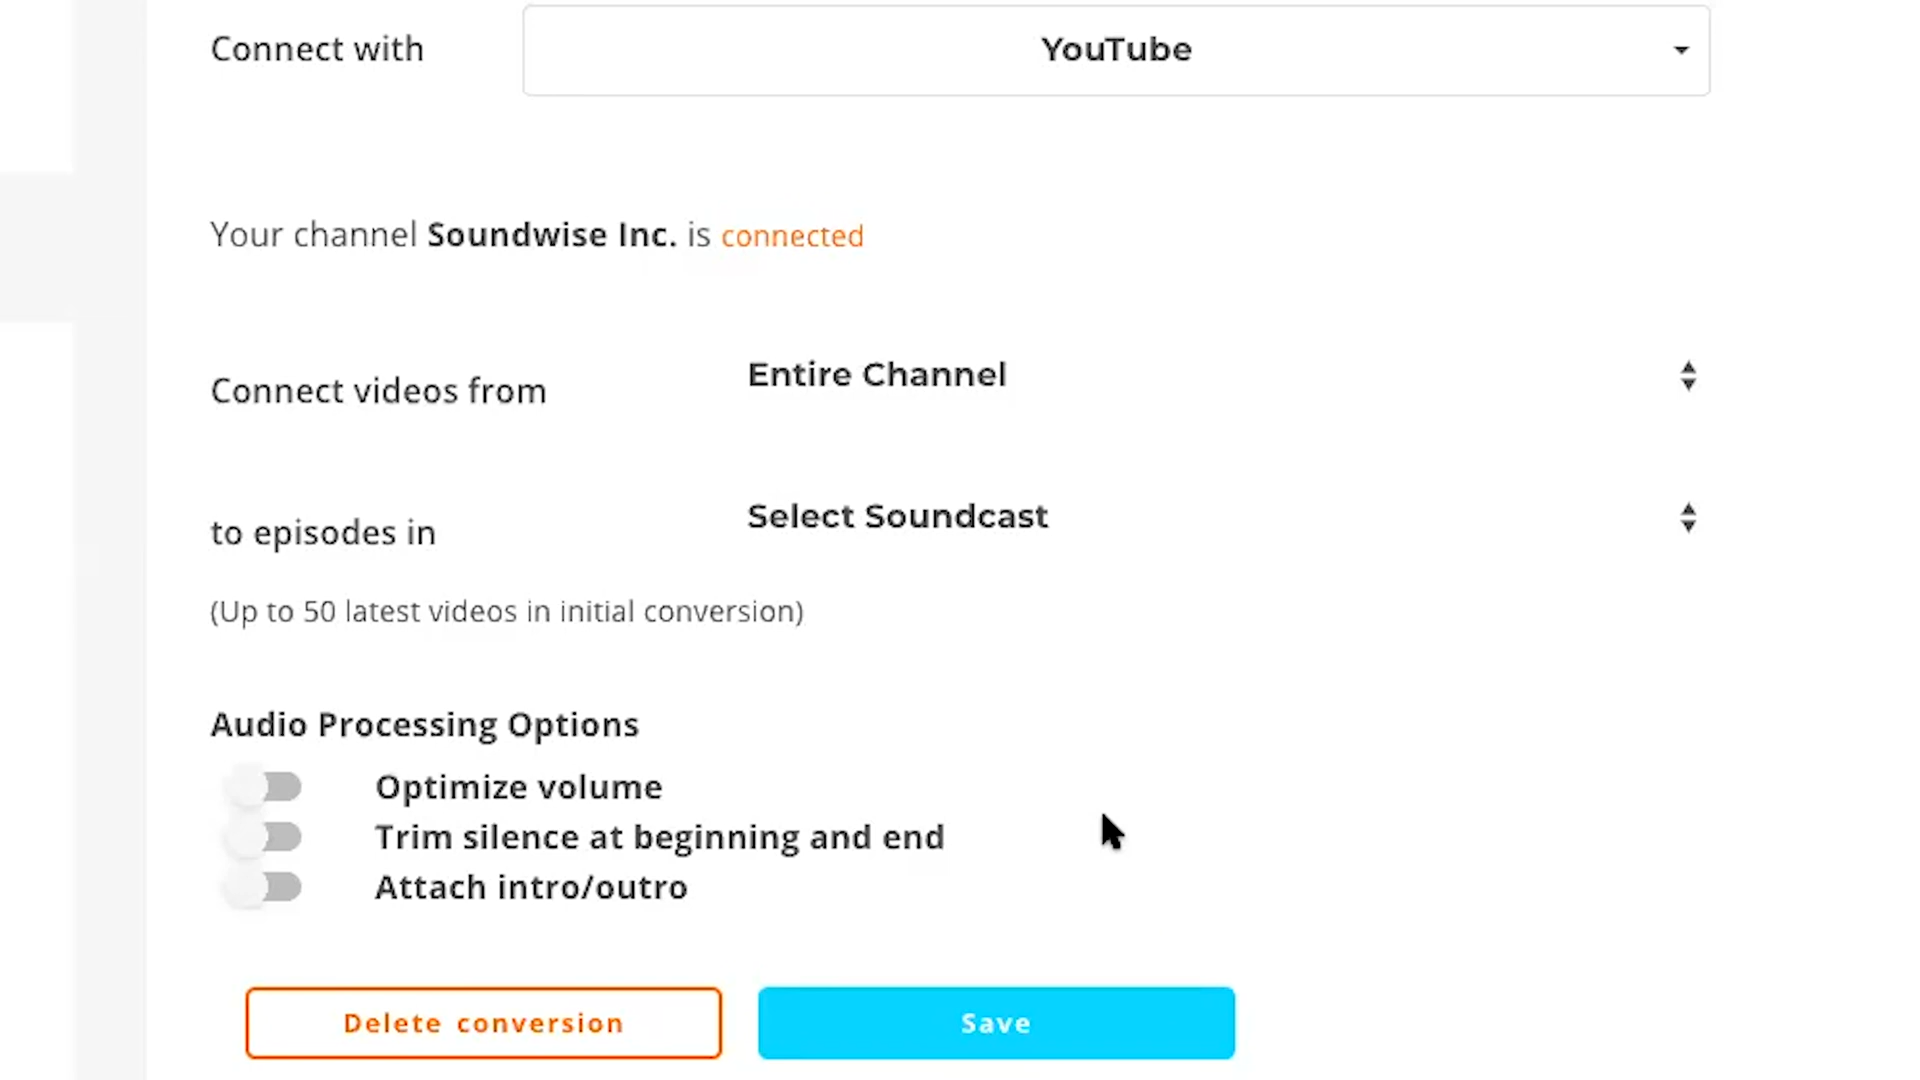 Connect with YouTube
Your channel Soundwise Inc. is connected
Connect videos from Entire Channel
to episodes in Select Soundcast
(Up to 50 latest videos in initial conversion)
Audio Processing Options
Optimize volume
Trim silence at beginning and end
Attach intro/outro
Delete conversion Save